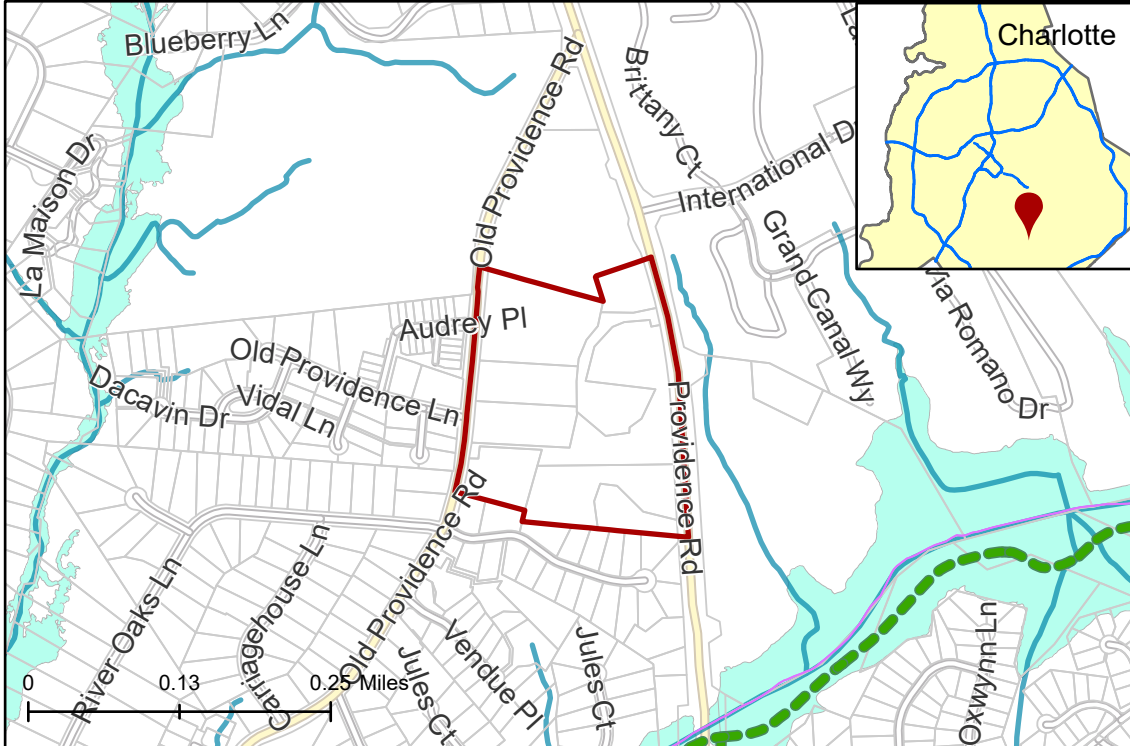 Blueberry Ln
Old Providence Rd
Brittany Ct
La
Charlotte
La Maison Dr
International Dr
Grand Canal Wy
Via Romano Dr
Audrey Pl
Old Providence Ln
Dacavin Dr
Vidal Ln
Providence Rd
Old Providence Rd
River Oaks Ln
Carriagehouse Ln
Vendue Pl
Jules Ct
Jules Ct
Oxwynn Ln
0 0.13 0.25 Miles